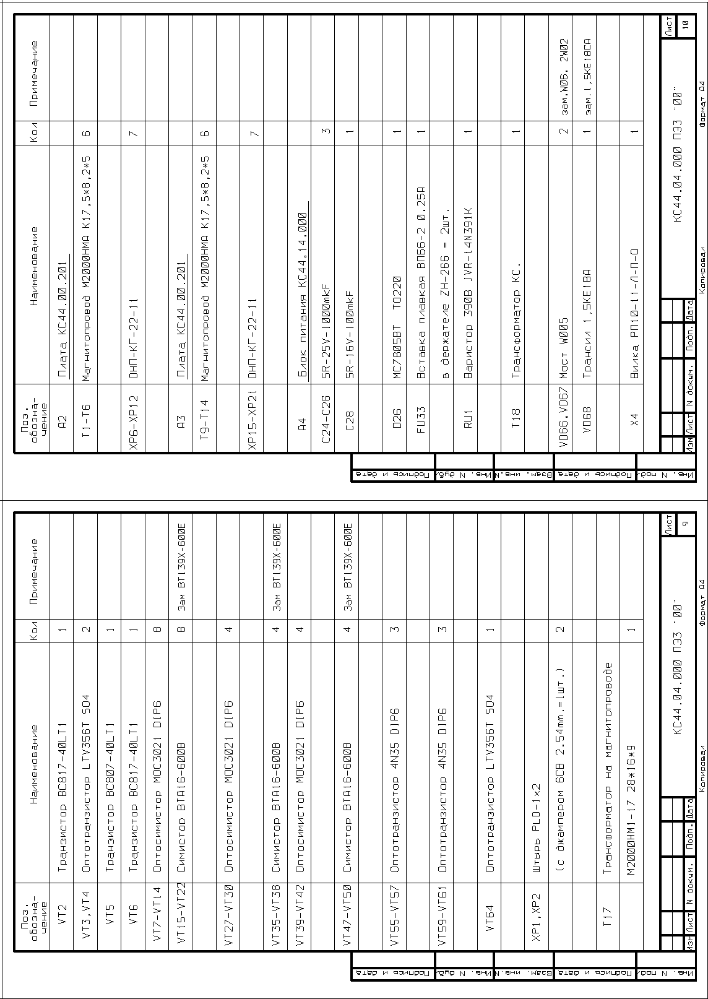 Поз. обозна- чение Наименование Кол Примечание
VT2 Транзистор BC817-40LT1 1
VT3,VT4 Оптотранзистор LTV356T SO4 2
VT5 Транзистор BC807-40LT1 1
VT6 Транзистор BC817-40LT1 1
VT7-VT14 Оптосимистор MOC3021 DIP6 8
VT15-VT22 Симистор BTA16-600B 8 Зам BT139X-600E
VT27-VT30 Оптосимистор MOC3021 DIP6 4
VT35-VT38 Симистор BTA16-600B 4 Зам BT139X-600E
VT39-VT42 Оптосимистор MOC3021 DIP6 4
VT47-VT50 Симистор BTA16-600B 4 Зам BT139X-600E
VT55-VT57 Оптотранзистор 4N35 DIP6 3
VT59-VT61 Оптотранзистор 4N35 DIP6 3
VT64 Оптотранзистор LTV356T SO4 1
XP1,XP2 Штырь PLD-1x2
(с джампером 6СВ 2.54mm.=1шт.) 2
T17 Трансформатор на магнитопроводе
М2000НМ1-17 28*16*9 1
Изм Лист N докум. Подп. Дата
КС44.04.000 ПЭ3 "00"
Лист
9
Копировал Формат А4
Подпись и дата
Инв. N дубл
Взам. инв. N
Подпись и дата
Инв. N подл
Поз. обозна- чение Наименование Кол Примечание
A2 Плата КС44.00.201
T1-T6 Магнитопровод М2000НМА К17,5*8,2*5 6
XP6-XP12 ОНП-КГ-22-11 7
A3 Плата КС44.00.201
T9-T14 Магнитопровод М2000НМА К17,5*8,2*5 6
XP15-XP21 ОНП-КГ-22-11 7
A4 Блок питания КС44.14.000
C24-C26 SR-25V-1000mkF 3
C28 SR-16V-100mkF 1
D26 MC7805BT TO220 1
FU33 Вставка плавкая ВПБ6-2 0.25А 1
в держателе ZH-266 = 2шт.
RU1 Варистор 390В JVR-14N391K 1
T18 Трансформатор КС. 1
VD66.VD67 Мост W005 2 зам.W06. 2W02
VD68 Трансил 1,5KE18A 1 зам.1,5KE18CA
X4 Вилка РП10-11-Л-П-О 1
Изм Лист N докум. Подп. Дата
КС44.04.000 ПЭ3 "00"
Лист
10
Копировал Формат А4
Подпись и дата
Инв. N дубл
Взам. инв. N
Подпись и дата
Инв. N подл